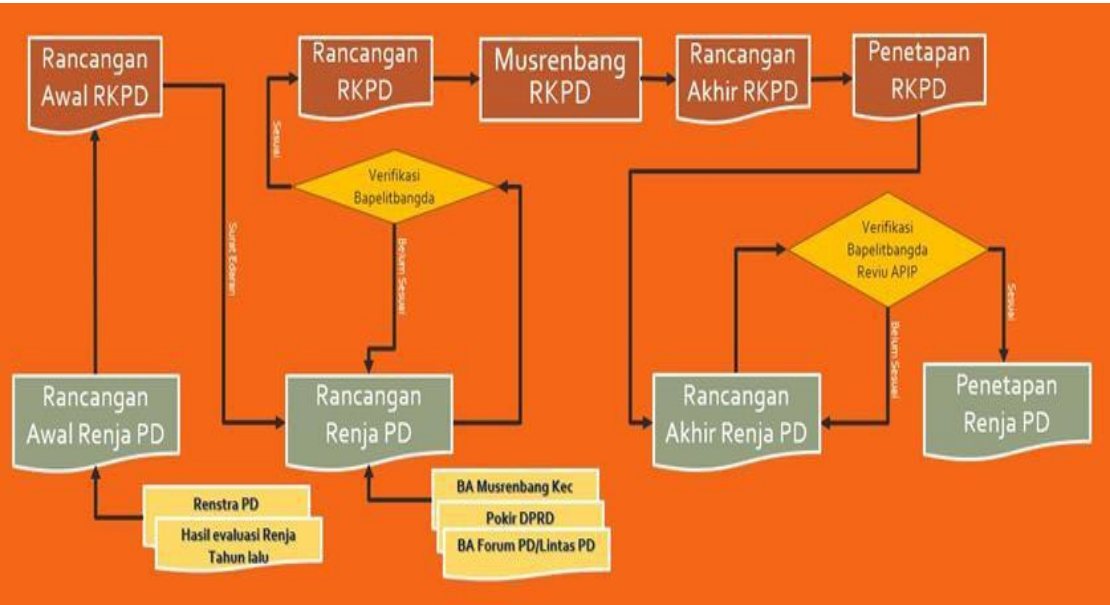 Rancangan
Awal RKPD
Rancangan
RKPD
Musrenbang
RKPD
Rancangan
Akhir RKPD
Penetapan
RKPD
Sesuai
Verifikasi
Bapelitbangda
Surat Edaran
Belum Sesuai
Verifikasi
Bapelitbangda
Reviu APIP
Sesuai
Belum Sesuai
Rancangan
Awal Renja PD
Rancangan
Renja PD
Rancangan
Akhir Renja PD
Penetapan
Renja PD
Renstra PD
Hasil evaluasi Renja
Tahun lalu
BA Musrenbang Kec
Pokir DPRD
BA Forum PD/Lintas PD